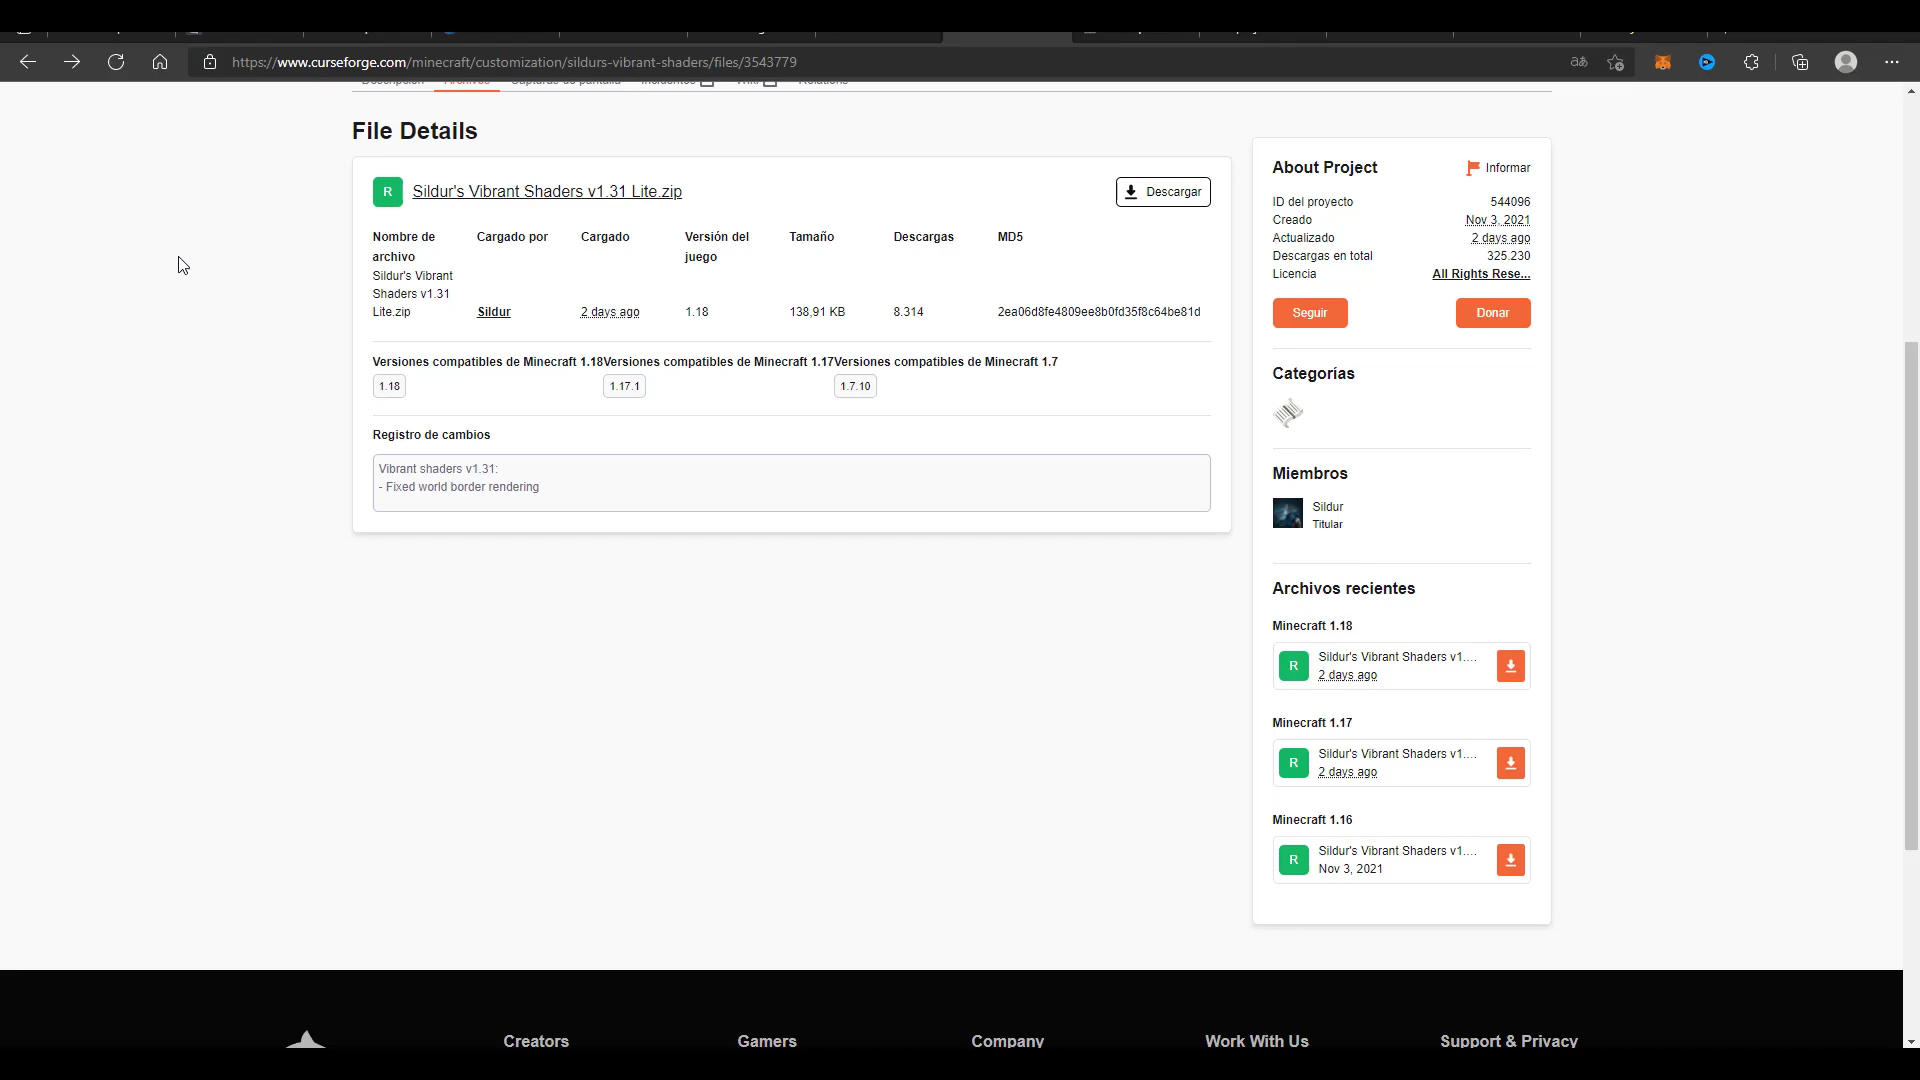 https://www.curseforge.com/minecraft/customization/sildurs-vibrant-shaders/files/3543779
File Details
R
Sildur's Vibrant Shaders v1.31 Lite.zip
Descargar
Nombre de archivo
Cargado por
Cargado
Versión del juego
Tamaño
Descargas
MD5
Sildur's Vibrant
Shaders v1.31
Lite.zip
Sildur
2 days ago
1.18
138,91 KB
8.314
2ea06d8fe4809ee8b0fd35f8c64be81d
Versiones compatibles de Minecraft 1.18
Versiones compatibles de Minecraft 1.17
Versiones compatibles de Minecraft 1.7
1.18
1.17.1
1.7.10
Registro de cambios
Vibrant shaders v1.31:
- Fixed world border rendering
About Project
Informar
ID del proyecto 544096
Creado Nov 3, 2021
Actualizado 2 days ago
Descargas en total 325.230
Licencia All Rights Rese...
Seguir
Donar
Categorías
Miembros
Sildur
Titular
Archivos recientes
Minecraft 1.18
R
Sildur's Vibrant Shaders v1....
2 days ago
Minecraft 1.17
R
Sildur's Vibrant Shaders v1....
2 days ago
Minecraft 1.16
R
Sildur's Vibrant Shaders v1....
Nov 3, 2021
Creators
Gamers
Company
Work With Us
Support & Privacy